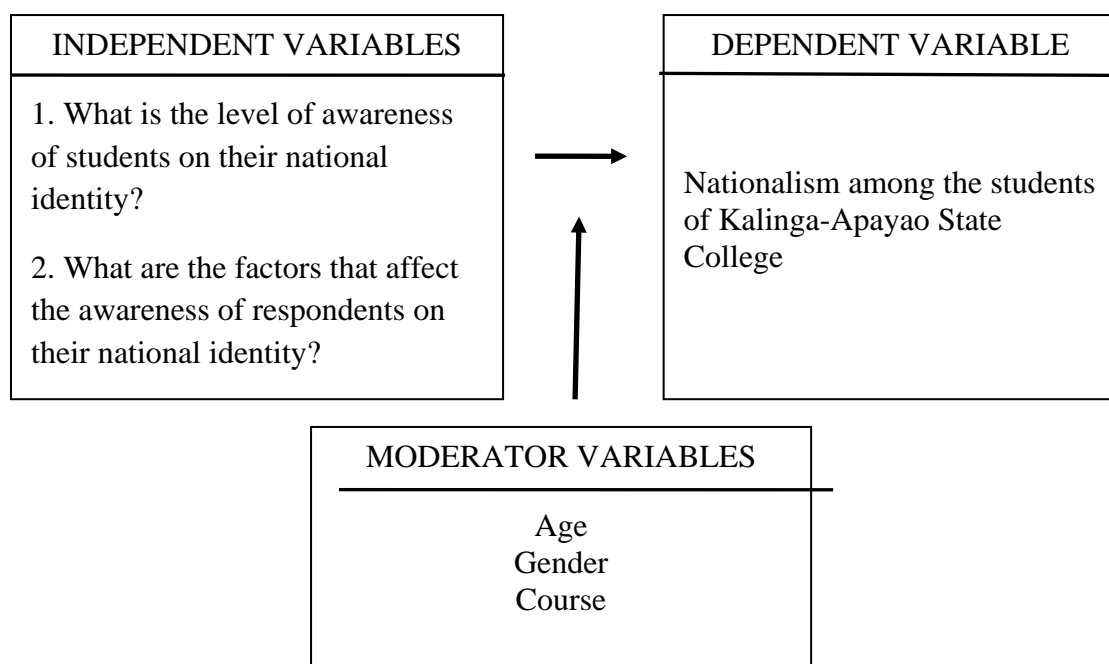 INDEPENDENT VARIABLES
1. What is the level of awareness
of students on their national
identity?
2. What are the factors that affect
the awareness of respondents on
their national identity?
DEPENDENT VARIABLE
Nationalism among the students
of Kalinga-Apayao State
College
MODERATOR VARIABLES
Age
Gender
Course